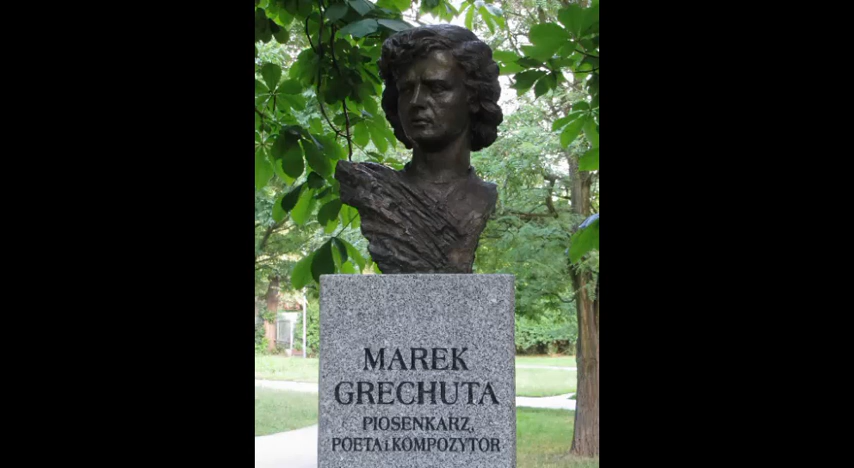 MAREK
GRECHUTA
PIOSENKARZ,
POETA i KOMPOZYTOR